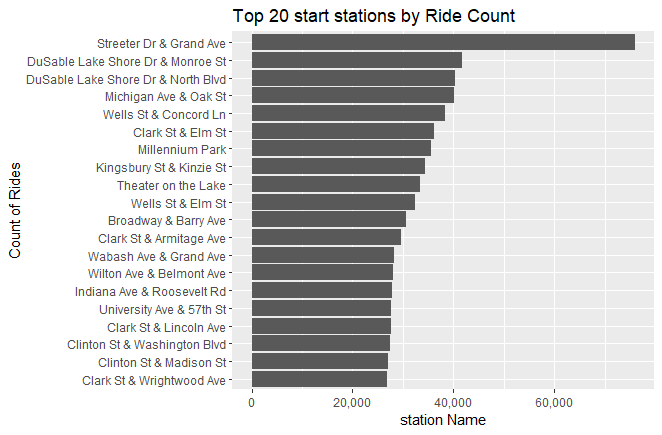 Top 20 start stations by Ride Count
Count of Rides
Streeter Dr & Grand Ave
DuSable Lake Shore Dr & Monroe St
DuSable Lake Shore Dr & North Blvd
Michigan Ave & Oak St
Wells St & Concord Ln
Clark St & Elm St
Millennium Park
Kingsbury St & Kinzie St
Theater on the Lake
Wells St & Elm St
Broadway & Barry Ave
Clark St & Armitage Ave
Wabash Ave & Grand Ave
Wilton Ave & Belmont Ave
Indiana Ave & Roosevelt Rd
University Ave & 57th St
Clark St & Lincoln Ave
Clinton St & Washington Blvd
Clinton St & Madison St
Clark St & Wrightwood Ave
0 20,000 40,000 60,000
station Name